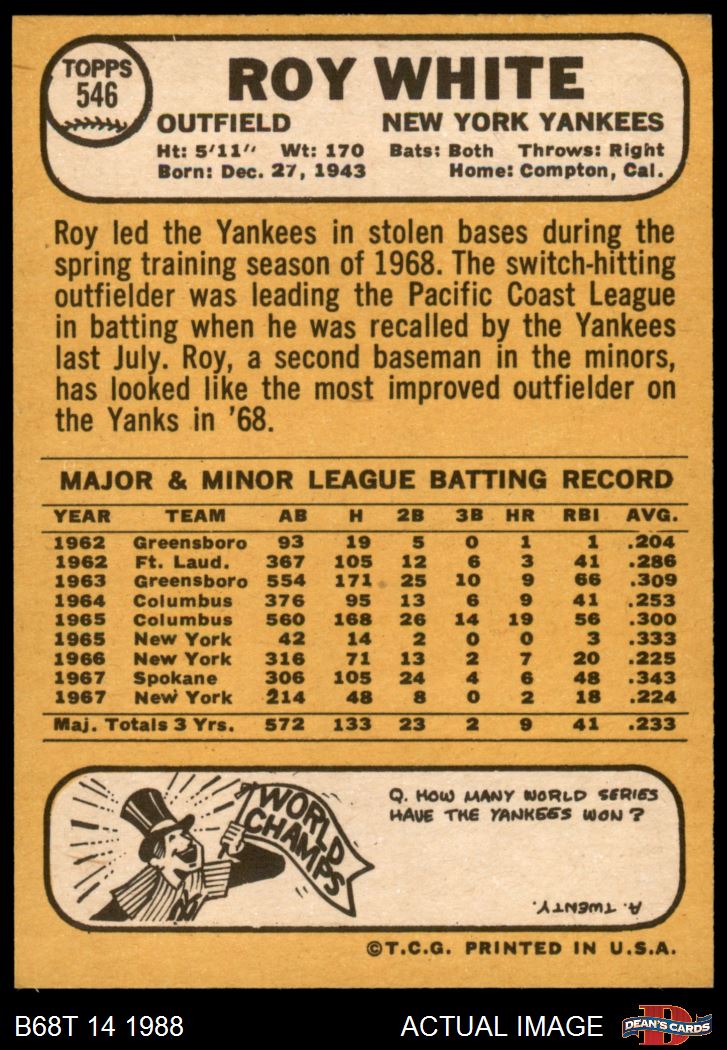 TOPPS
546
ROY WHITE
OUTFIELD NEW YORK YANKEES
Ht: 5'11" Wt: 170 Bats: Both Throws: Right
Born: Dec. 27, 1943 Home: Compton, Cal.
Roy led the Yankees in stolen bases during the
spring training season of 1968. The switch-hitting
outfielder was leading the Pacific Coast League
in batting when he was recalled by the Yankees
last July. Roy, a second baseman in the minors,
has looked like the most improved outfielder on
the Yanks in '68.
MAJOR & MINOR LEAGUE BATTING RECORD
YEAR TEAM AB H 2B 3B HR RBI AVG.
1962 Greensboro 93 19 5 0 1 1 .204
1962 Ft. Laud. 367 105 12 6 3 41 .286
1963 Greensboro 554 171 25 10 9 66 .309
1964 Columbus 376 95 13 6 9 41 .253
1965 Columbus 560 168 26 14 19 56 .300
1965 New York 42 14 2 0 0 3 .333
1966 New York 316 71 13 2 7 20 .225
1967 Spokane 306 105 24 4 6 48 .343
1967 New York 214 48 8 0 2 18 .224
Maj. Totals 3 Yrs. 572 133 23 2 9 41 .233
WORLD
CHAMPS
Q. HOW MANY WORLD SERIES
HAVE THE YANKEES WON?
A. TWENTY.
©T.C.G. PRINTED IN U.S.A.
B68T 14 1988 ACTUAL IMAGE
D
DEAN'S CARDS